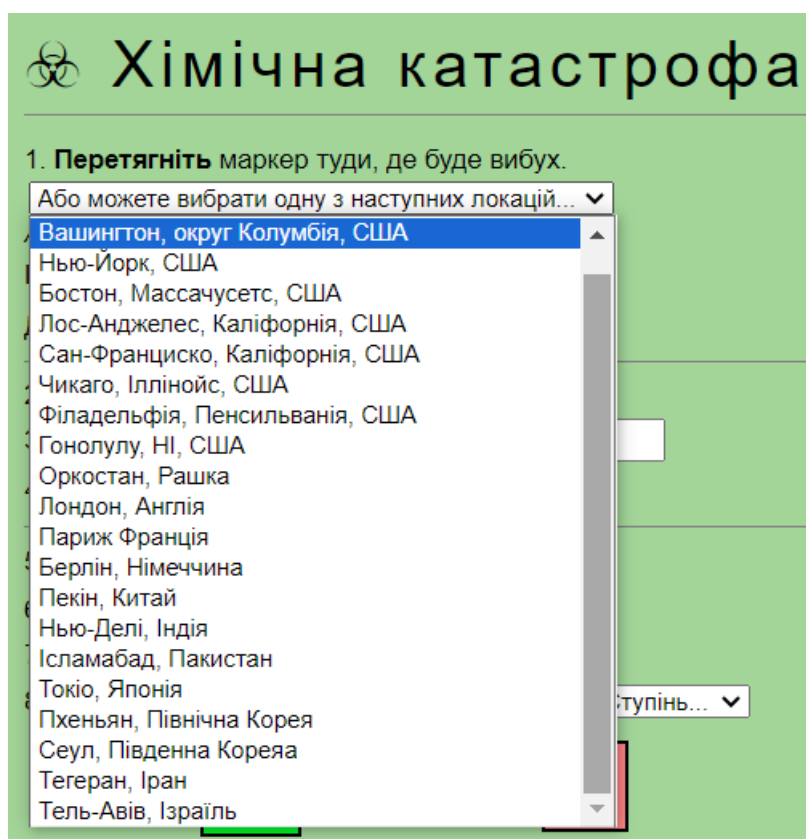 ☣ Хімічна катастрофа
1. Перетягніть маркер туди, де буде вибух.
Або можете вибрати одну з наступних локацій...
Вашингтон, округ Колумбія, США
Нью-Йорк, США
Бостон, Массачусетс, США
Лос-Анджелес, Каліфорнія, США
Сан-Франциско, Каліфорнія, США
Чикаго, Іллінойс, США
Філадельфія, Пенсильванія, США
Гонолулу, НІ, США
Оркостан, Рашка
Лондон, Англія
Париж Франція
Берлін, Німеччина
Пекін, Китай
Нью-Делі, Індія
Ісламабад, Пакистан
Токіо, Японія
Пхеньян, Північна Корея
Сеул, Південна Кореяа
Тегеран, Іран
Тель-Авів, Ізраїль